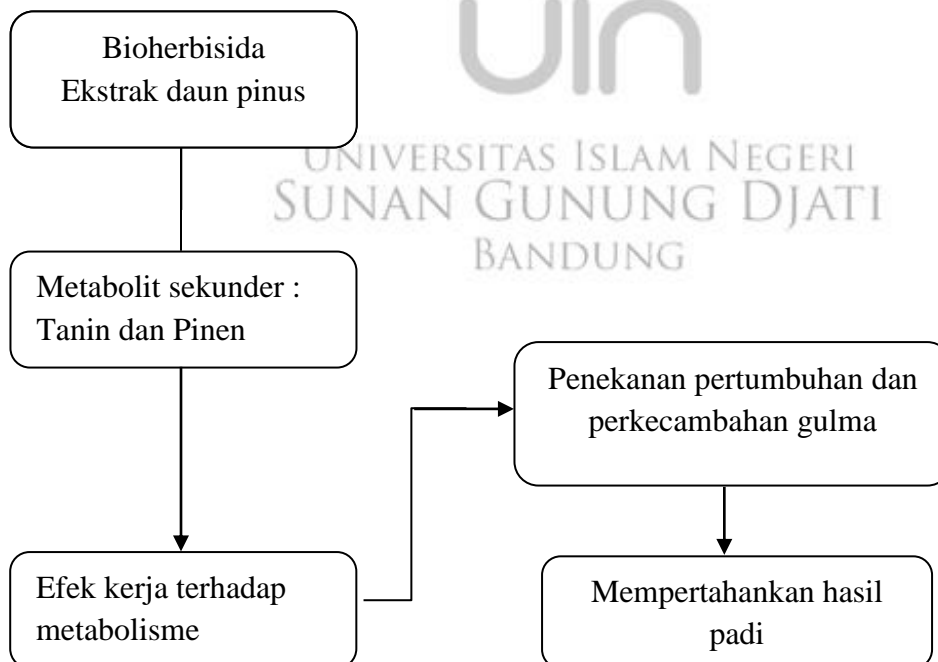 Bioherbisida
Ekstrak daun pinus
uin
UNIVERSITAS ISLAM NEGERI
SUNAN GUNUNG DJATI
BANDUNG
Metabolit sekunder :
Tanin dan Pinen
Penekanan pertumbuhan dan
perkecambahan gulma
Efek kerja terhadap
metabolisme
Mempertahankan hasil
padi